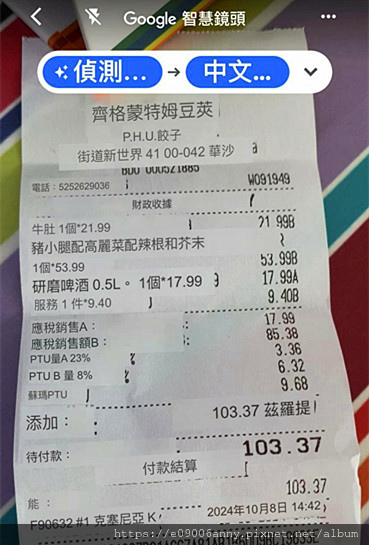 Google 智慧鏡頭
偵測... → 中文...
齊格蒙特姆豆莢
P.H.U.餃子
街道新世界 41 00-042 華沙
BDO 000521885
電話：5252629036 W091949
財政收據
牛肚 1個*21.99 21.99B
豬小腿配高麗菜配辣根和芥末
1個*53.99 53.99B
研磨啤酒 0.5L。 1個*17.99 17.99A
服務 1 件*9.40 9.40B
應稅銷售A： 17.99
應稅銷售額B： 85.38
PTU量A 23% 3.36
PTU B 量 8% 6.32
蘇瑪PTU 9.68
添加： 103.37 茲羅提
待付款： 103.37
付款結算
103.37
能：
F90632 #1 克塞尼亞 K 2024年10月8日 14:42
https://e09006anny.pixnet.net/album